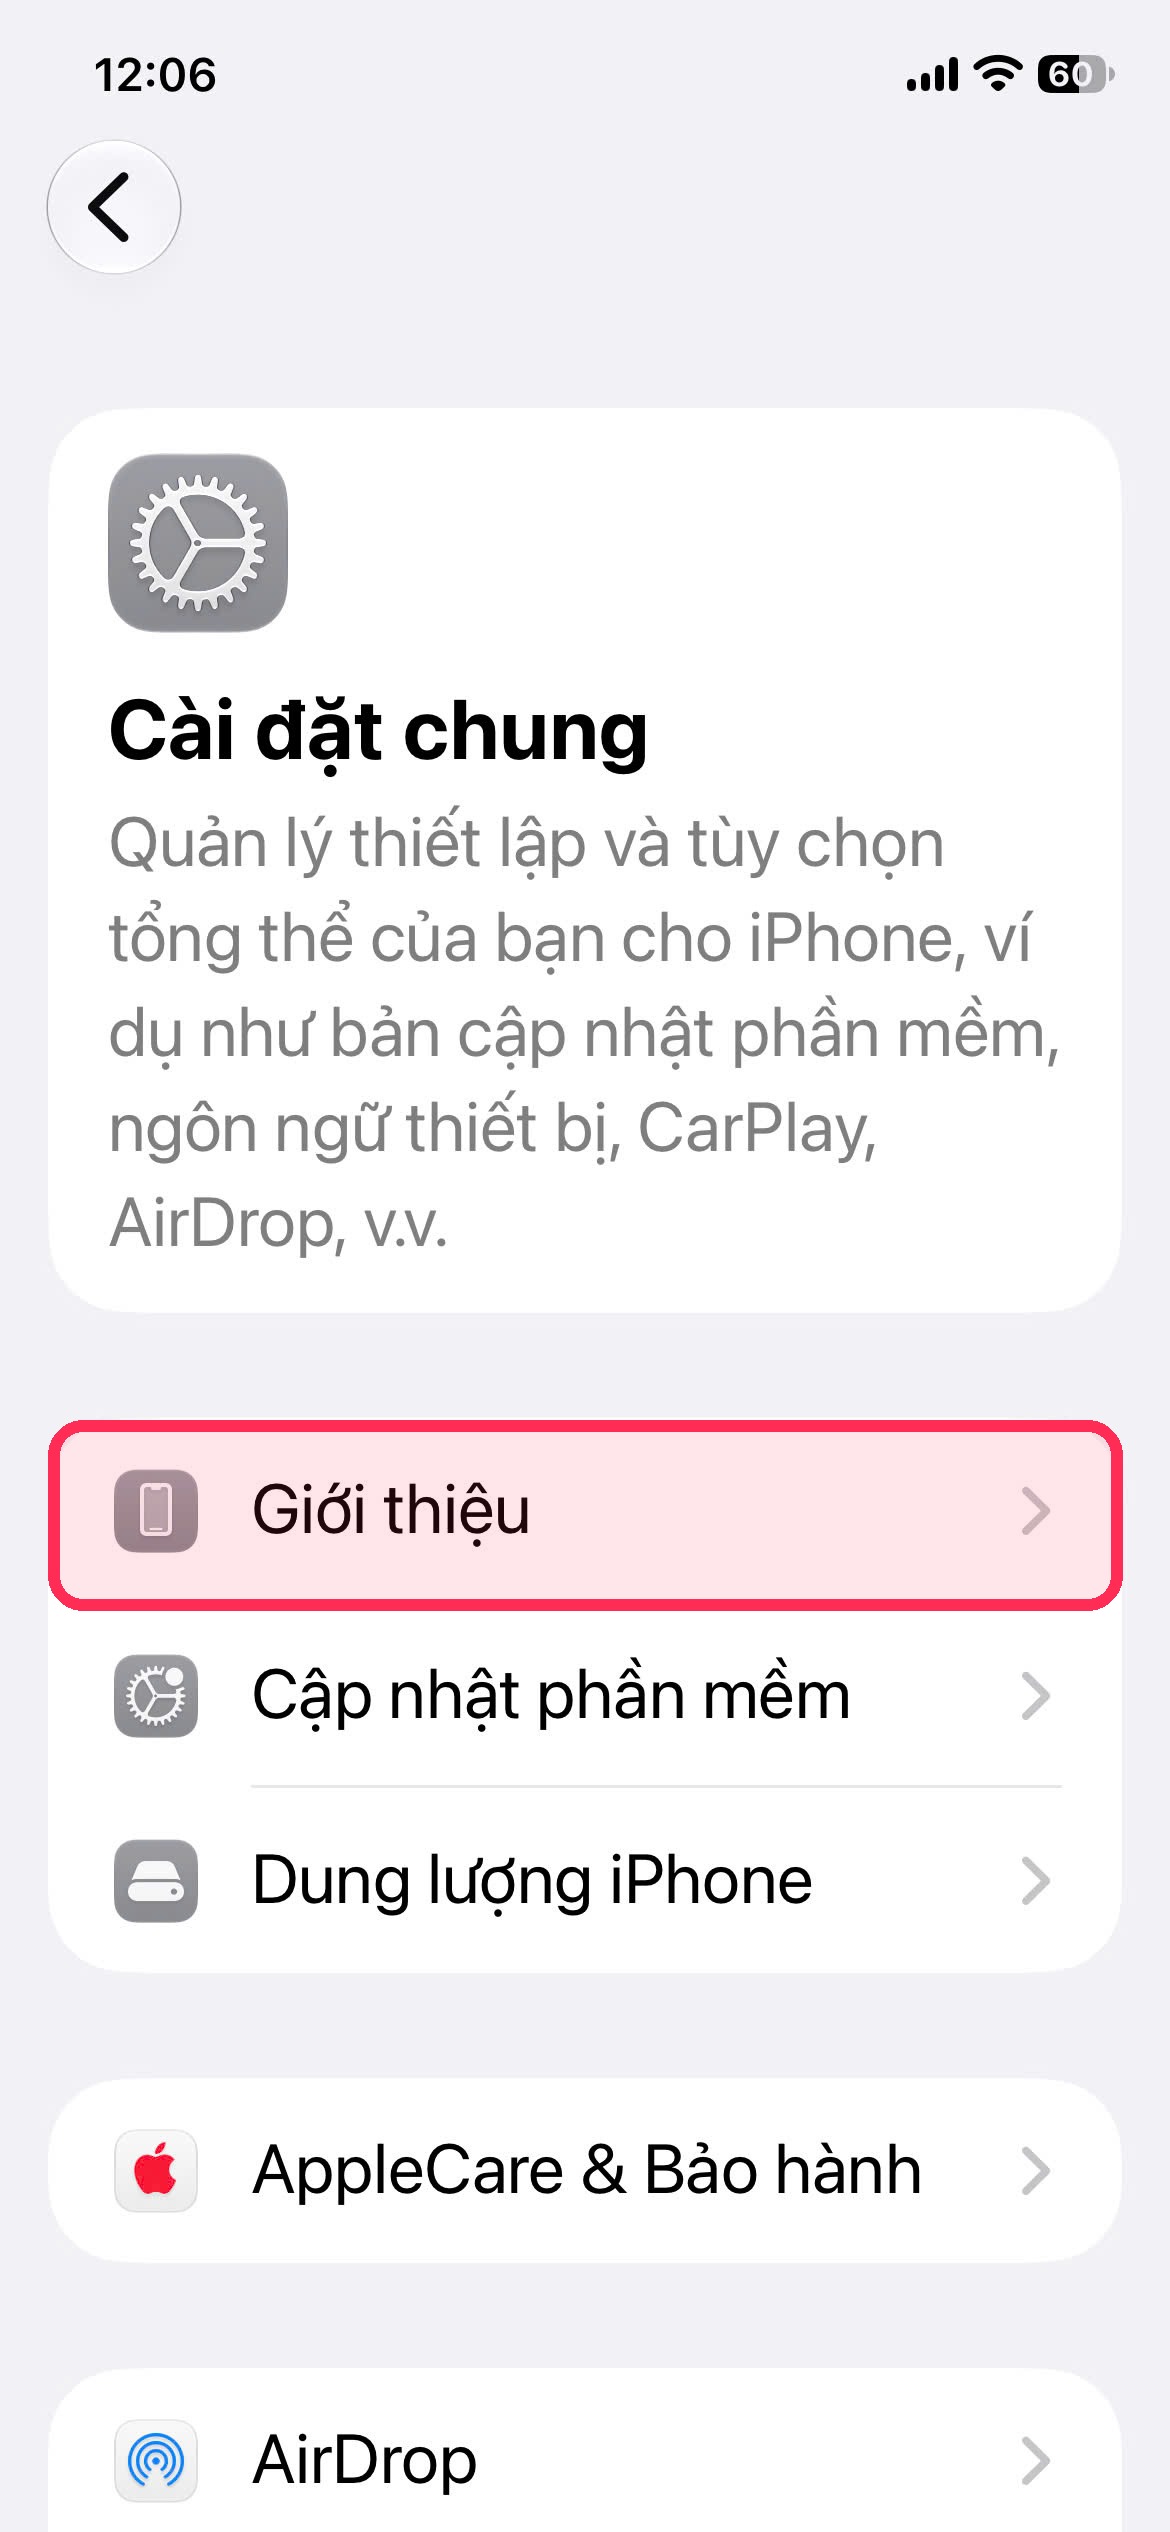 12:06
60
Cài đặt chung
Quản lý thiết lập và tùy chọn
tổng thể của bạn cho iPhone, ví
dụ như bản cập nhật phần mềm,
ngôn ngữ thiết bị, CarPlay,
AirDrop, v.v.
Giới thiệu
Cập nhật phần mềm
Dung lượng iPhone
AppleCare & Bảo hành
AirDrop